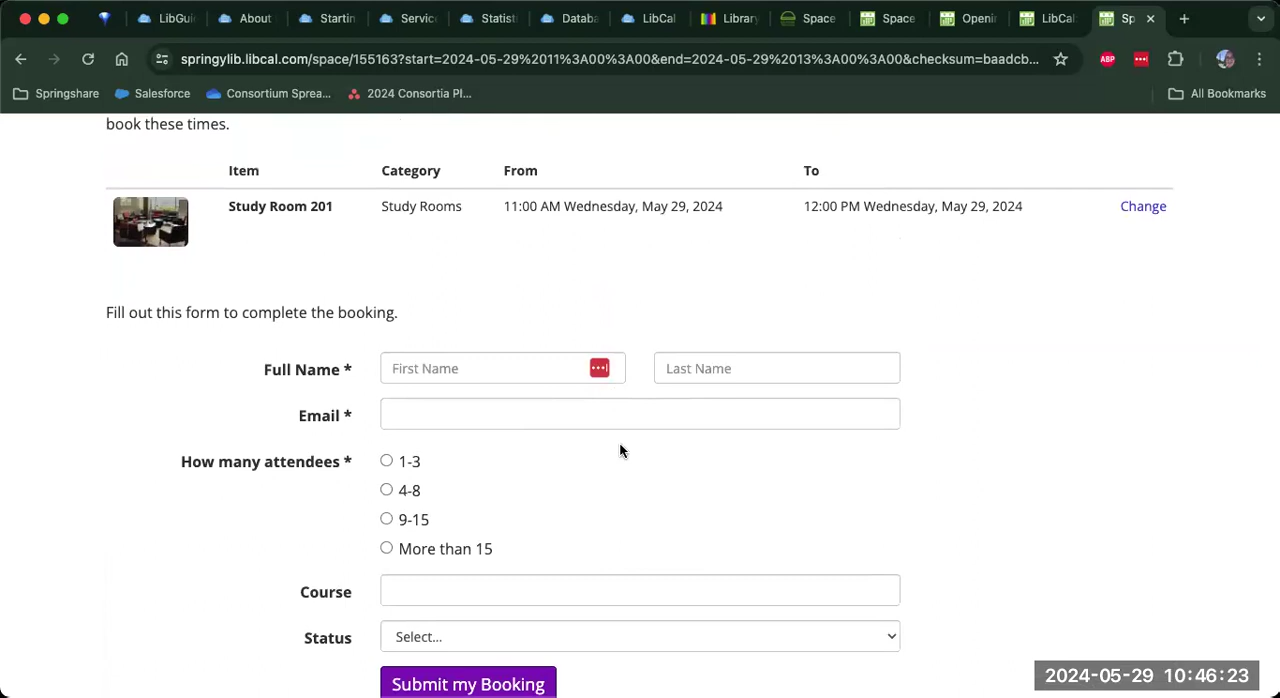 LibGui
About
Startin
Servic
Statist
Databa
LibCal
Library
Space
Space
Openin
LibCal
Sp
springylib.libcal.com/space/155163?start=2024-05-29%2011%3A00%3A00&end=2024-05-29%2013%3A00%3A00&checksum=baadcb...
ABP
Springshare
Salesforce
Consortium Sprea...
2024 Consortia Pl...
All Bookmarks
book these times.
Item Category From To
Study Room 201 Study Rooms 11:00 AM Wednesday, May 29, 2024 12:00 PM Wednesday, May 29, 2024 Change
Fill out this form to complete the booking.
Full Name * First Name Last Name
Email *
How many attendees * 1-3
4-8
9-15
More than 15
Course
Status Select...
Submit my Booking
2024-05-29 10:46:23